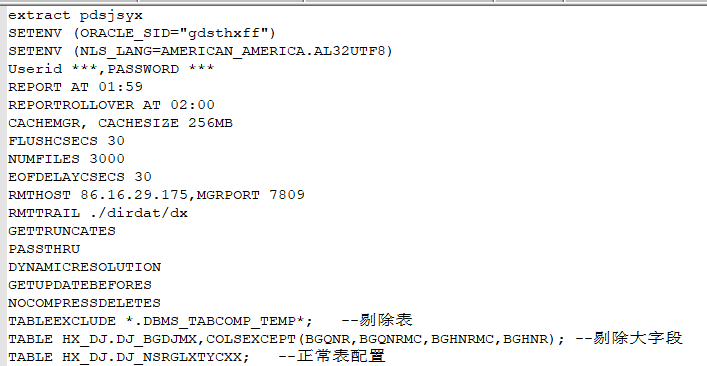 extract pdsjsyx
SETENV (ORACLE_SID="gdsthxff")
SETENV (NLS_LANG=AMERICAN_AMERICA.AL32UTF8)
Userid ***,PASSWORD ***
REPORT AT 01:59
REPORTROLLOVER AT 02:00
CACHEMGR, CACHESIZE 256MB
FLUSHCSECS 30
NUMFILES 3000
EOFDELAYCSECS 30
RMTHOST 86.16.29.175,MGRPORT 7809
RMTTRAIL ./dirdat/dx
GETTRUNCATES
PASSTHRU
DYNAMICRESOLUTION
GETUPDATEBEFORES
NOCOMPRESSDELETES
TABLEEXCLUDE *.DBMS_TABCOMP_TEMP*;   --剔除表
TABLE HX_DJ.DJ_BGDJMX,COLSEXCEPT(BGQNR,BGQNRMC,BGHNRMC,BGHNR); --剔除大字段
TABLE HX_DJ.DJ_NSRGLXTYCXX;   --正常表配置